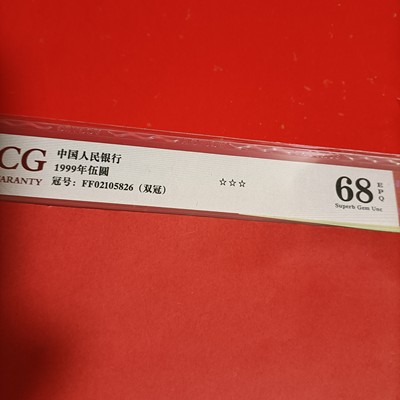 CG
ARANTY
中国人民银行
1999年伍圆
冠号：FF02105826（双冠）
☆☆☆
68
EPQ
Superb Gem Unc